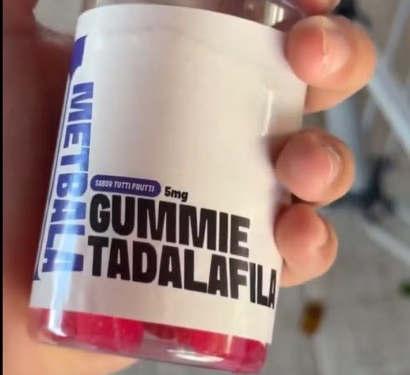 METBALA
SABOR TUTTI FRUTTI 5mg
GUMMIE
TADALAFILA